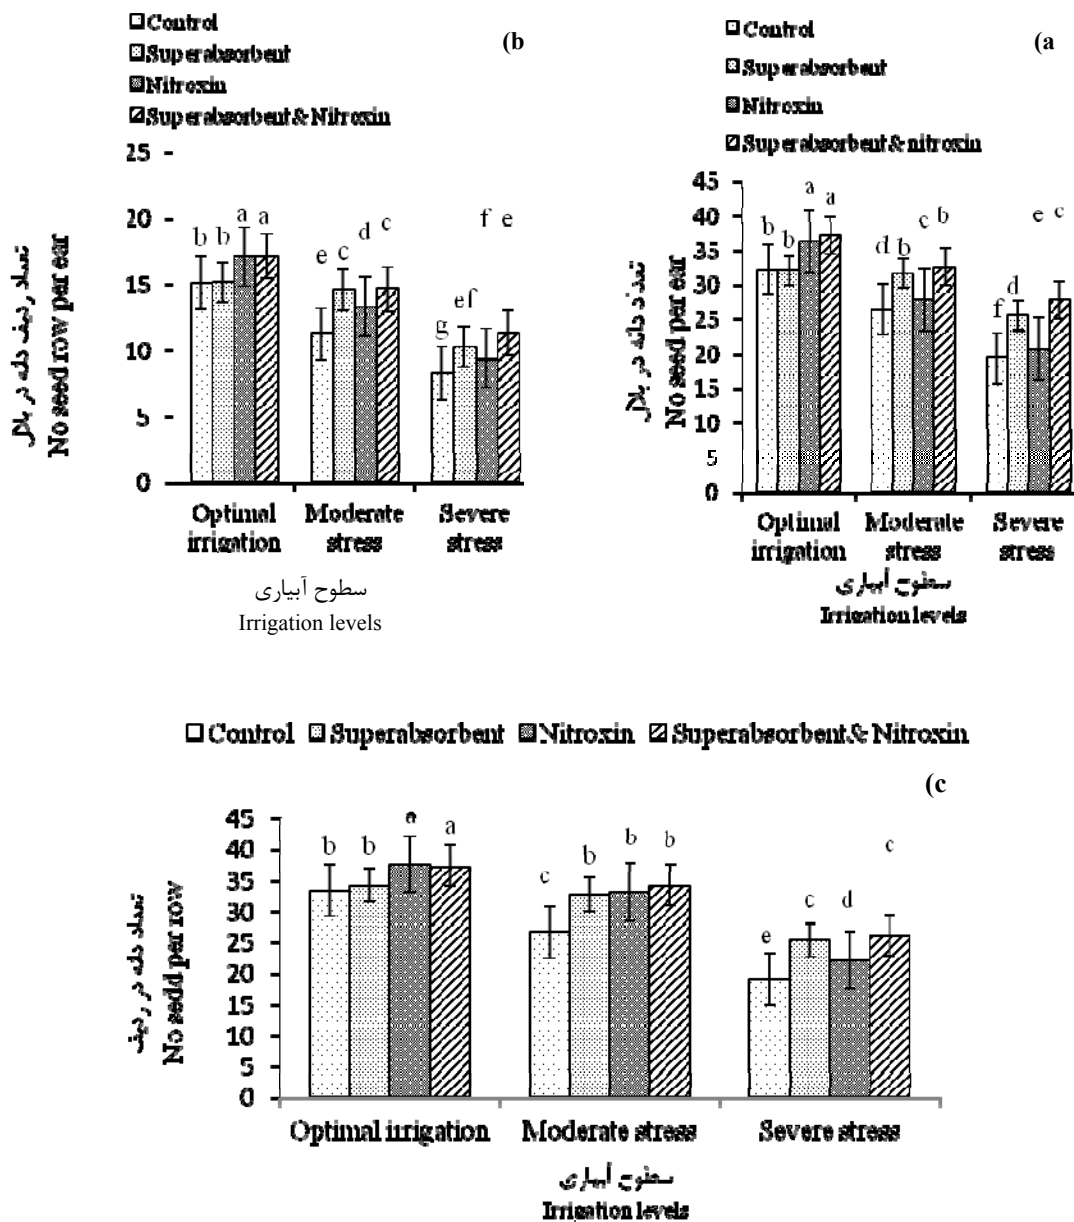 Control
Superabsorbent
Nitroxin
Superabsorbent & Nitroxin
(b
25
20
15
10
5
0
تعداد ردیف دانه در بلال
No seed row per ear
b b a a
e c d c
g ef f e
Optimal irrigation
Moderate stress
Severe stress
سطوح آبیاری
Irrigation levels
Control
Superabsorbent
Nitroxin
Superabsorbent & nitroxin
(a
45
40
35
30
25
20
15
10
5
0
تعداد دانه در بلال
No seed per ear
b b a a
d b c b
f d e c
Optimal irrigation
Moderate stress
Severe stress
سطوح آبیاری
Irrigation levels
Control Superabsorbent Nitroxin Superabsorbent & Nitroxin
(c
45
40
35
30
25
20
15
10
5
0
تعداد دانه در ردیف
No sedd per row
b b a a
c b b b
e c d c
Optimal irrigation Moderate stress Severe stress
سطوح آبیاری
Irrigation levels